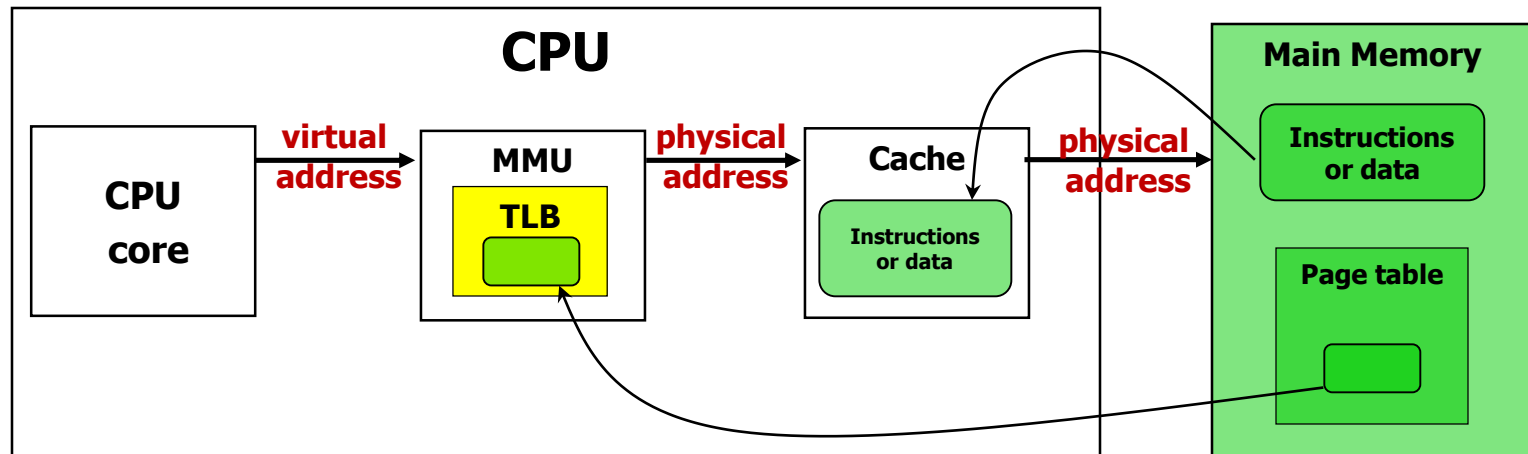 CPU
CPU
core
virtual
address
MMU
TLB
physical
address
Cache
Instructions
or data
physical
address
Main Memory
Instructions
or data
Page table